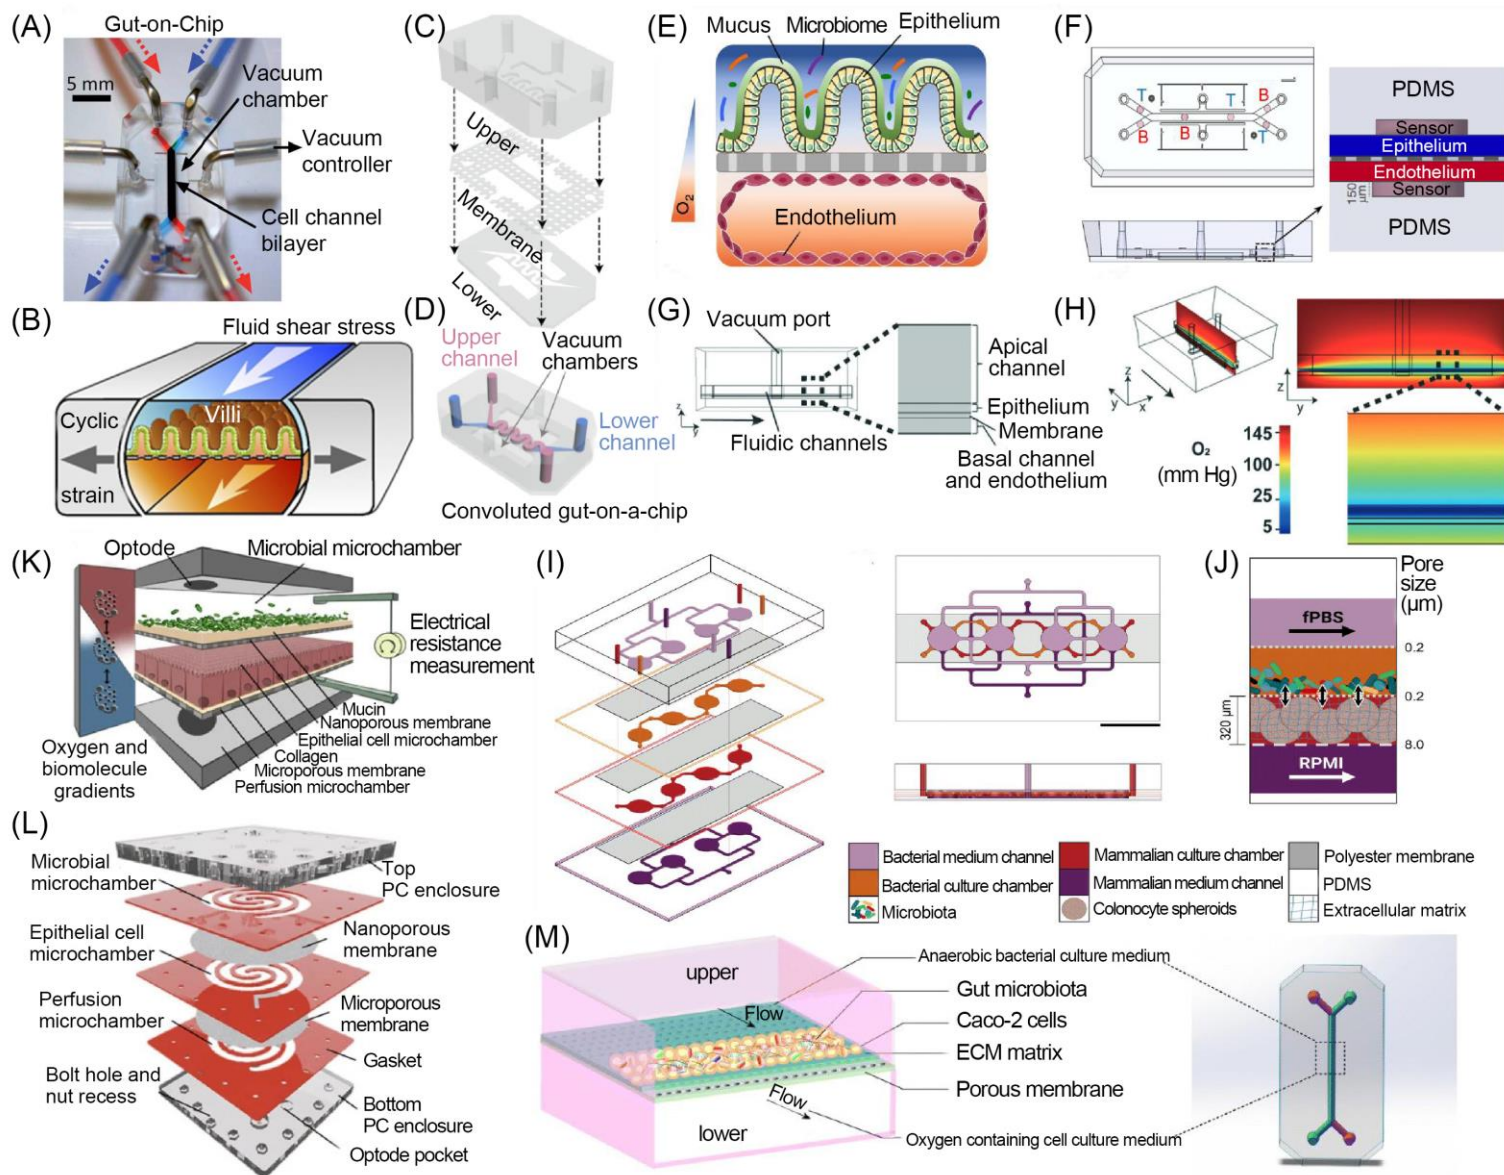 (A)
Gut-on-Chip
5 mm
Vacuum
chamber
Vacuum
controller
Cell channel
bilayer
(B)
Fluid shear stress
Villi
Cyclic
strain
(C)
Upper
Membrane
Lower
(D)
Upper
channel
Vacuum
chambers
Lower
channel
Convoluted gut-on-a-chip
(E)
Mucus
Microbiome
Epithelium
O₂
Endothelium
(F)
T
B
T
B
B
T
PDMS
Sensor
Epithelium
Endothelium
Sensor
150
µm
PDMS
(G)
Vacuum port
Apical
channel
Epithelium
Membrane
Fluidic channels
Basal channel
and endothelium
z
y
(H)
z
y
x
z
y
O₂
(mm Hg)
145
100
25
5
(K)
Optode
Microbial microchamber
Electrical
resistance
measurement
Mucin
Nanoporous membrane
Epithelial cell microchamber
Collagen
Microporous membrane
Perfusion microchamber
Oxygen and
biomolecule
gradients
(I)
(J)
Pore
size
(µm)
fPBS
0.2
0.2
320 µm
8.0
RPMI
Bacterial medium channel
Bacterial culture chamber
Microbiota
Mammalian culture chamber
Mammalian medium channel
Colonocyte spheroids
Polyester membrane
PDMS
Extracellular matrix
(L)
Microbial
microchamber
Top
PC enclosure
Epithelial cell
microchamber
Nanoporous
membrane
Perfusion
microchamber
Microporous
membrane
Gasket
Bolt hole and
nut recess
Bottom
PC enclosure
Optode pocket
(M)
upper
Flow
Anaerobic bacterial culture medium
Gut microbiota
Caco-2 cells
ECM matrix
Porous membrane
Flow
lower
Oxygen containing cell culture medium